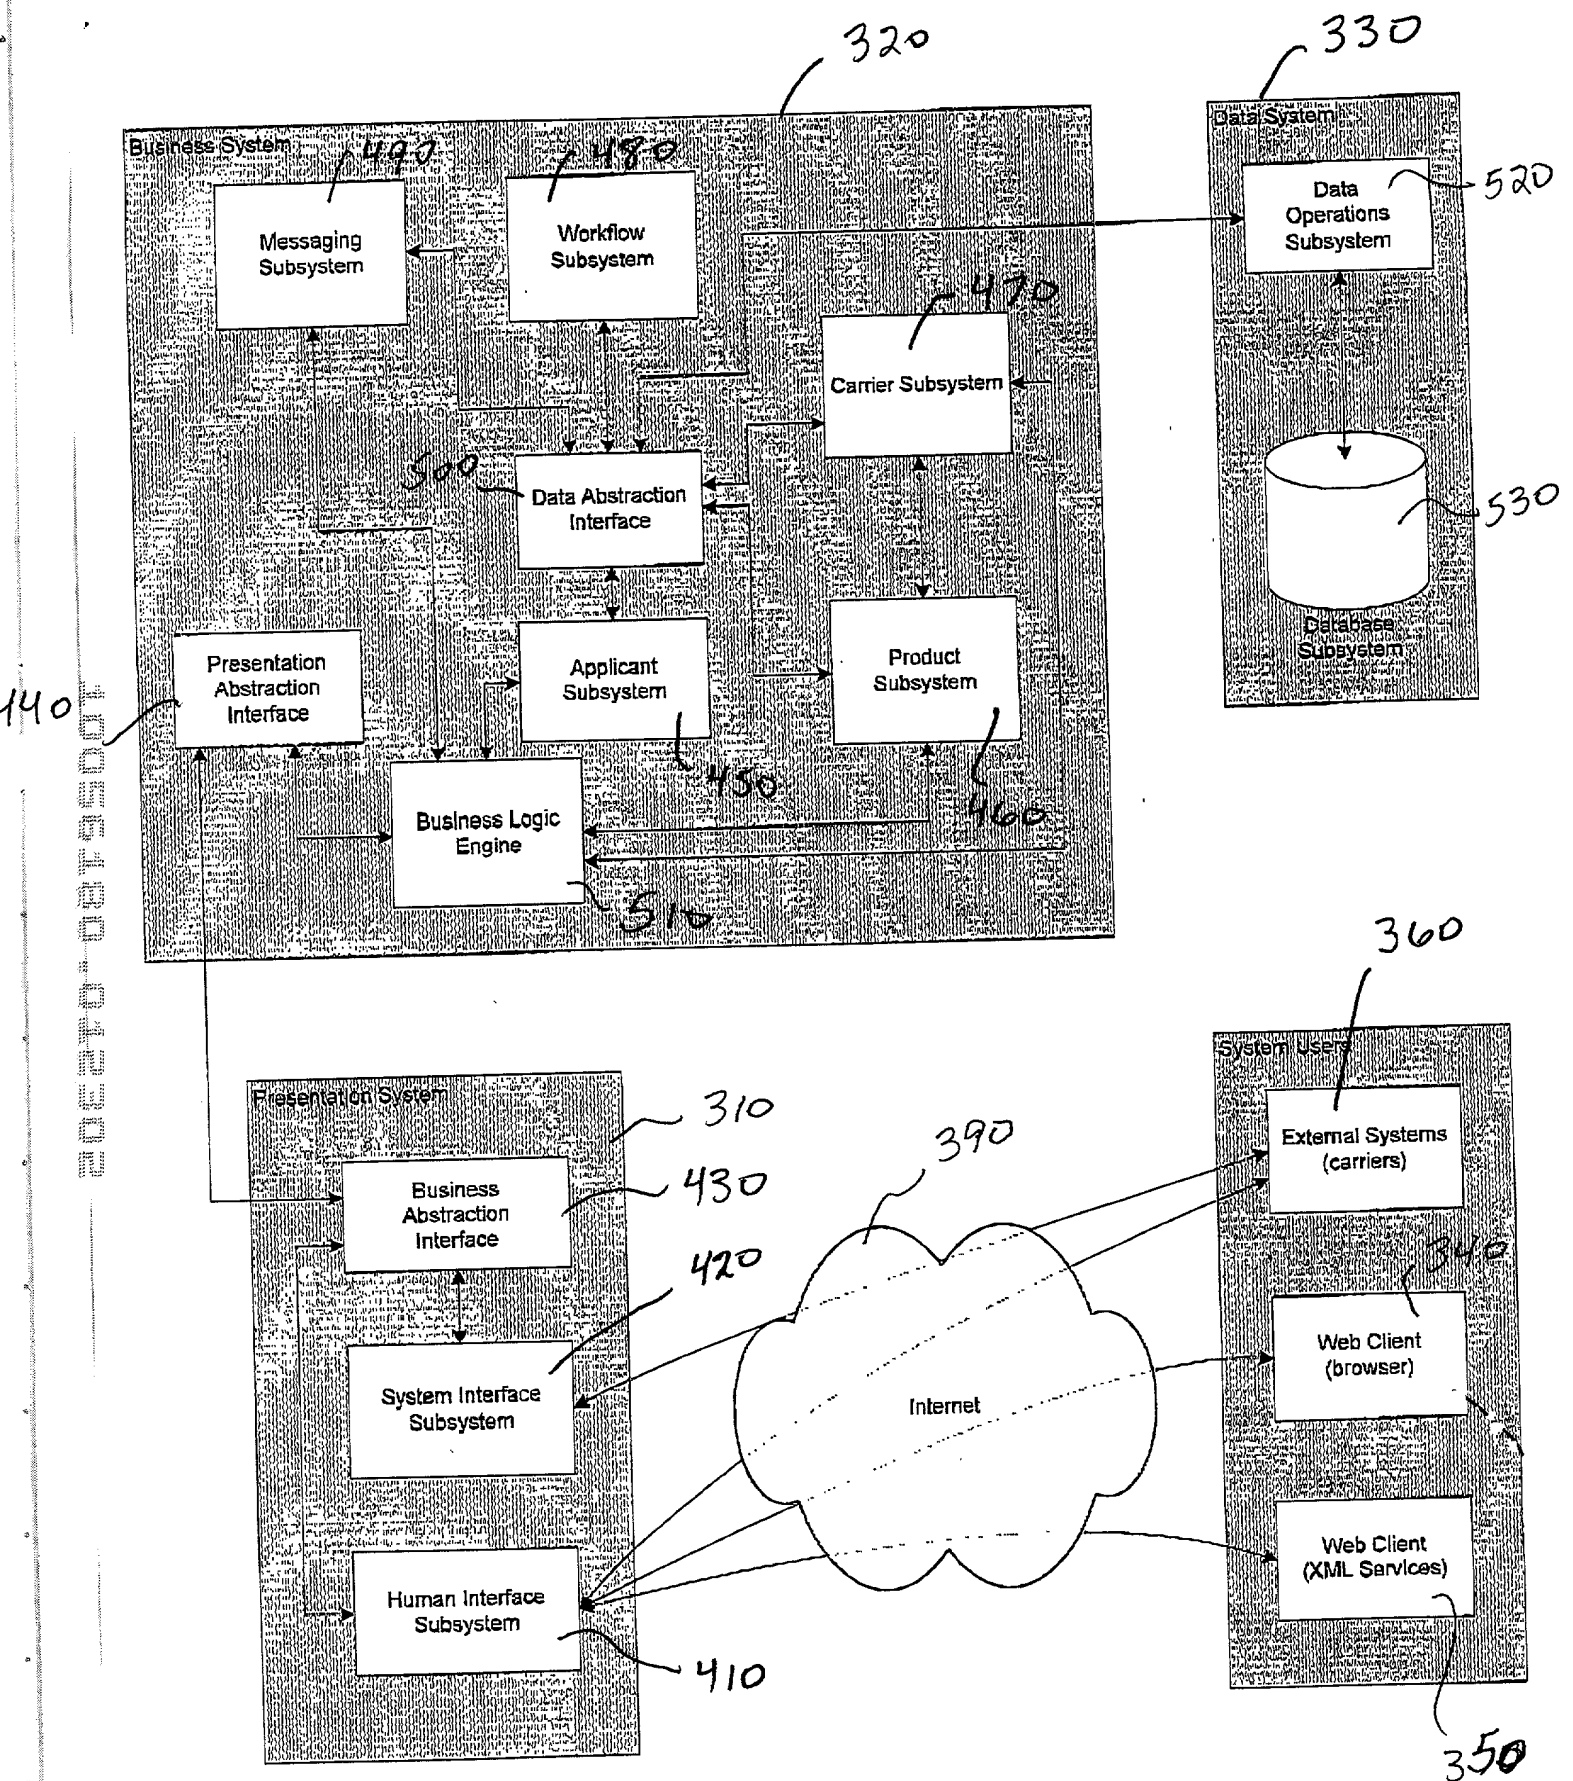 320
330
Business System
490
480
Data System
Messaging
Subsystem
Workflow
Subsystem
Data
Operations
Subsystem
520
470
Carrier Subsystem
500
Data Abstraction
Interface
530
Database
Subsystem
Presentation
Abstraction
Interface
440
Applicant
Subsystem
450
Product
Subsystem
460
Business Logic
Engine
510
10056180-012302
360
System Users
External Systems
(carriers)
Presentation System
310
390
Business
Abstraction
Interface
430
420
340
Web Client
(browser)
System Interface
Subsystem
Internet
Web Client
(XML Services)
Human Interface
Subsystem
410
350